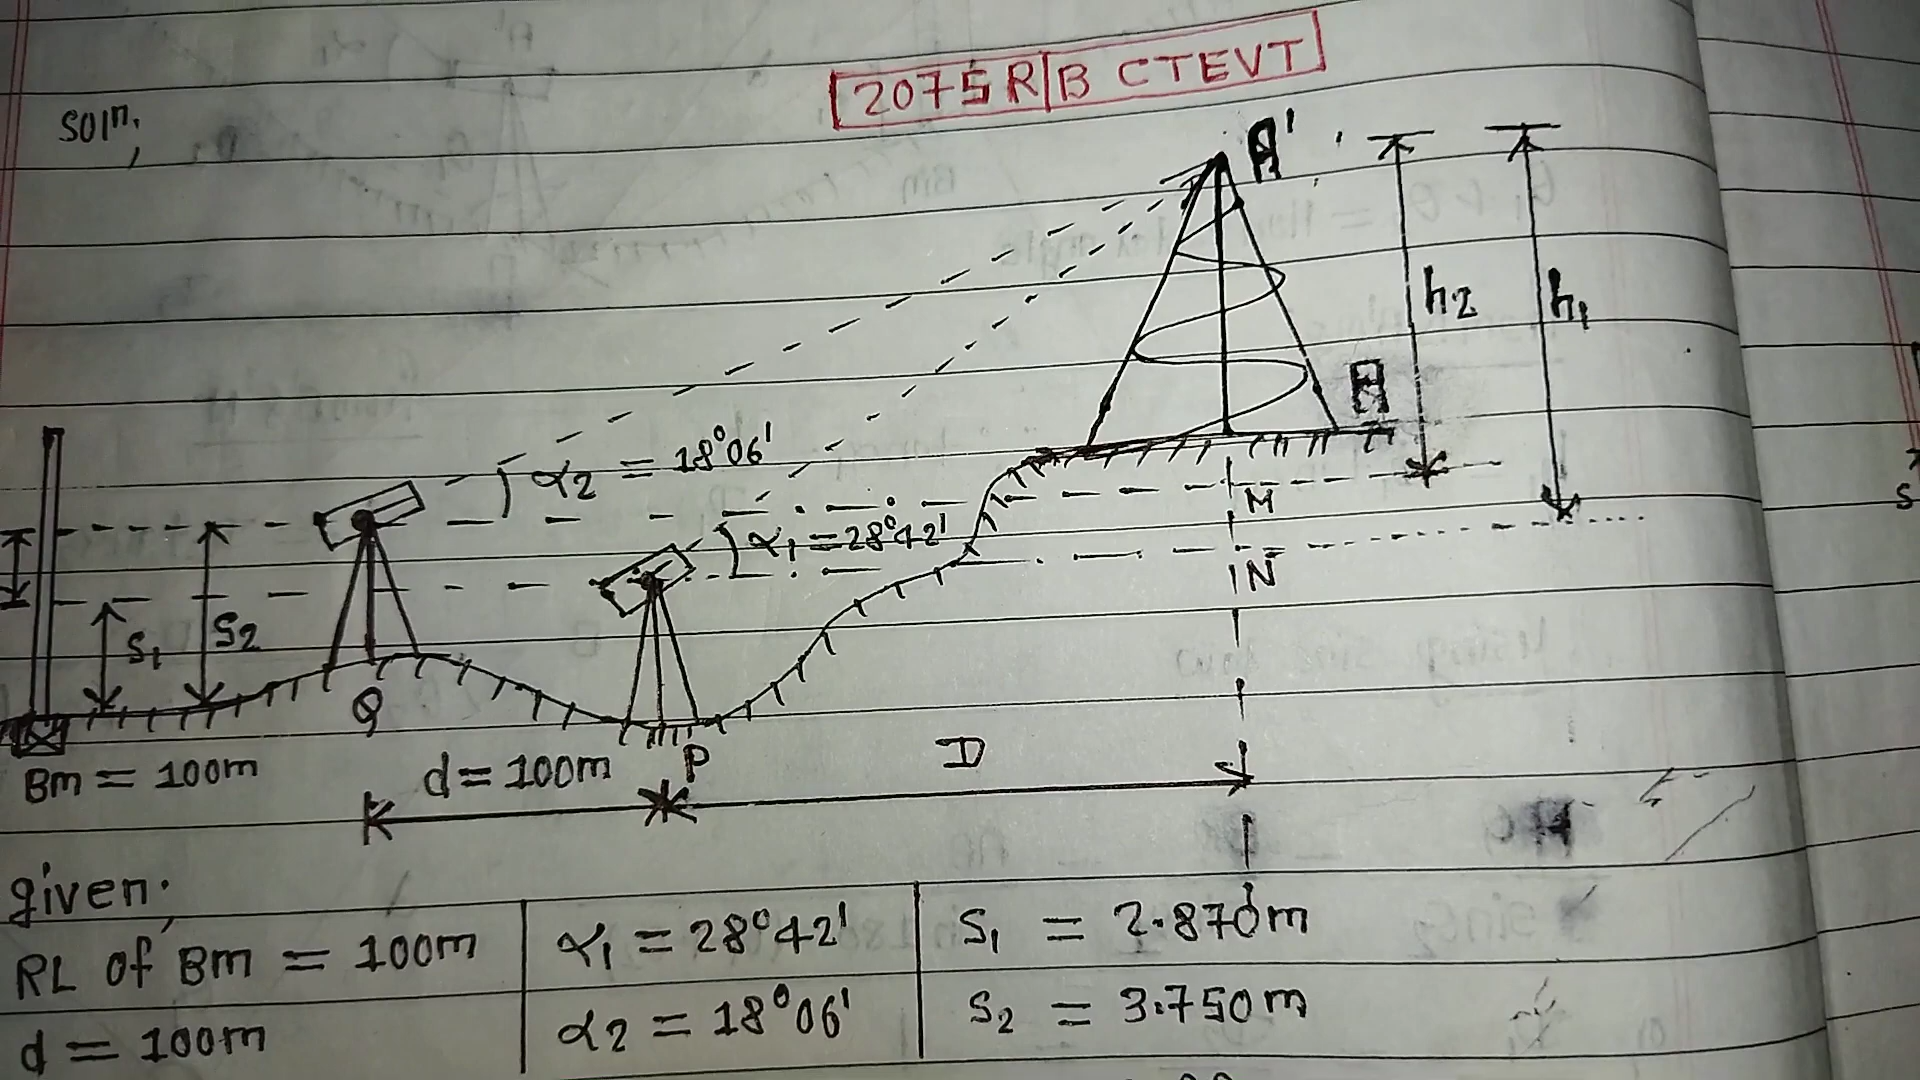 2075 R/B CTEVT
soln;
A'
h2
h1
A
α2 = 18°06'
M
α1 = 28°42'
N
S1
S2
Q
P
Bm = 100m
d = 100m
D
given:
RL of Bm = 100m
α1 = 28°42'
S1 = 2.870m
d = 100m
α2 = 18°06'
S2 = 3.750m